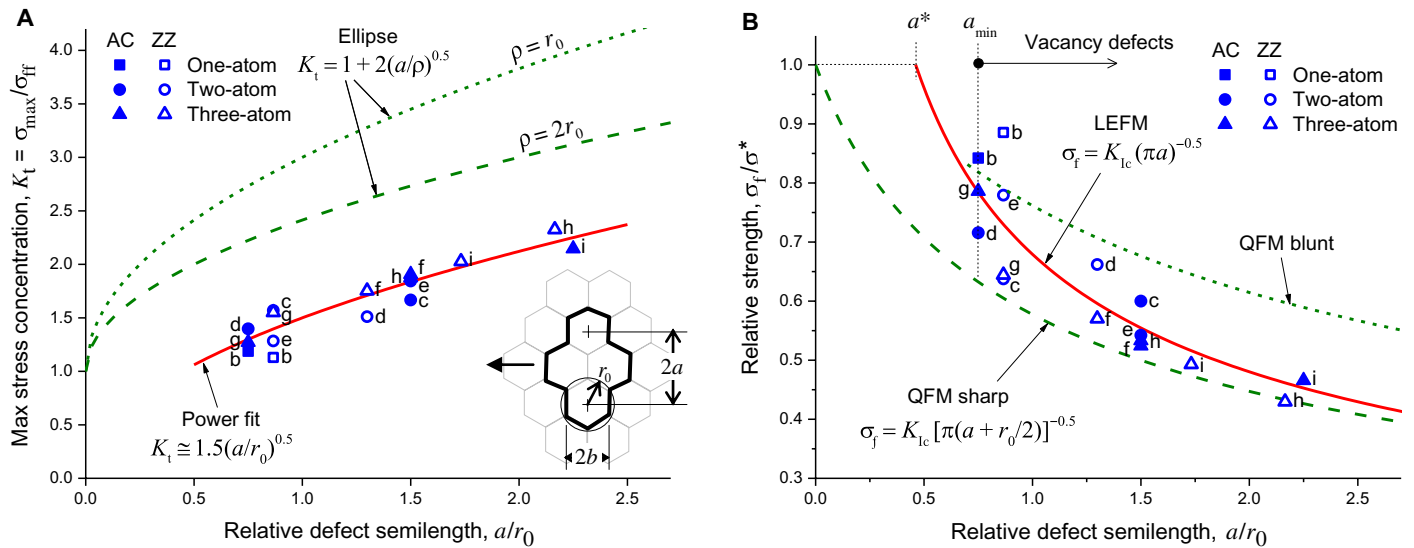 A
Max stress concentration, K_t = σ_max/σ_ff
4.0
3.5
3.0
2.5
2.0
1.5
1.0
0.5
0.0
AC ZZ
One-atom
Two-atom
Three-atom
Ellipse
K_t = 1 + 2(a/ρ)^0.5
ρ = r_0
ρ = 2r_0
d
g
b
c
g
e
b
f
d
h
f
e
c
i
h
i
Power fit
K_t ≅ 1.5(a/r_0)^0.5
r_0
2a
2b
0.0 0.5 1.0 1.5 2.0 2.5
Relative defect semilength, a/r_0
B
Relative strength, σ_f/σ*
1.0
0.9
0.8
0.7
0.6
0.5
0.4
0.3
a*
a_min
Vacancy defects
AC ZZ
One-atom
Two-atom
Three-atom
LEFM
σ_f = K_Ic (πa)^−0.5
QFM blunt
QFM sharp
σ_f = K_Ic [π(a + r_0/2)]^−0.5
b
b
g
e
d
g
c
d
f
c
e
h
f
i
i
h
0.0 0.5 1.0 1.5 2.0 2.5
Relative defect semilength, a/r_0